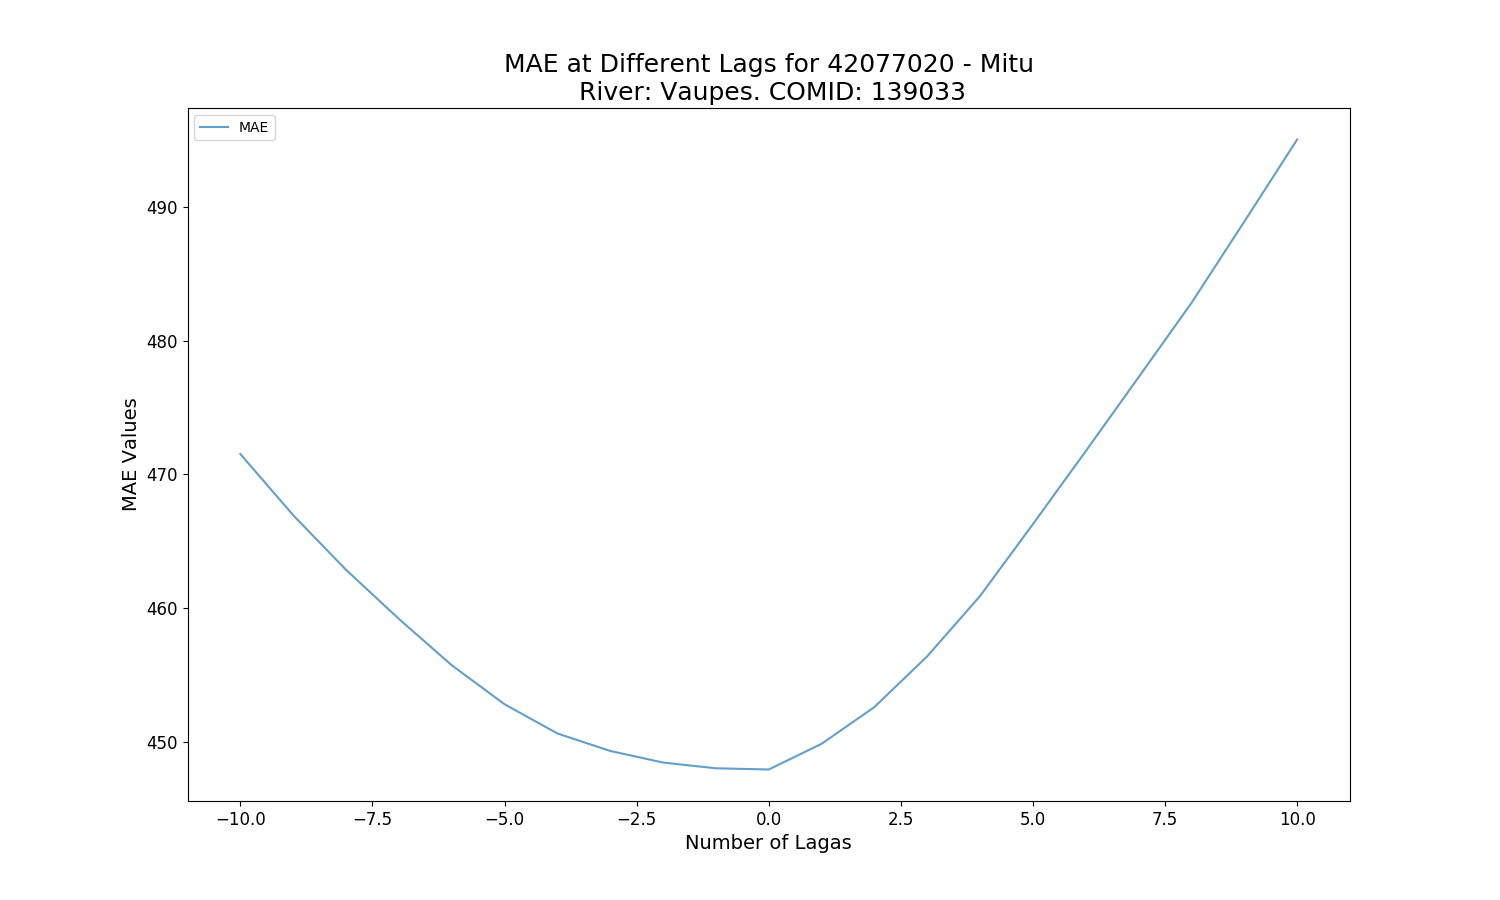 MAE at Different Lags for 42077020 - Mitu
River: Vaupes. COMID: 139033
MAE
490
480
470
460
450
MAE Values
−10.0 −7.5 −5.0 −2.5 0.0 2.5 5.0 7.5 10.0
Number of Lagas